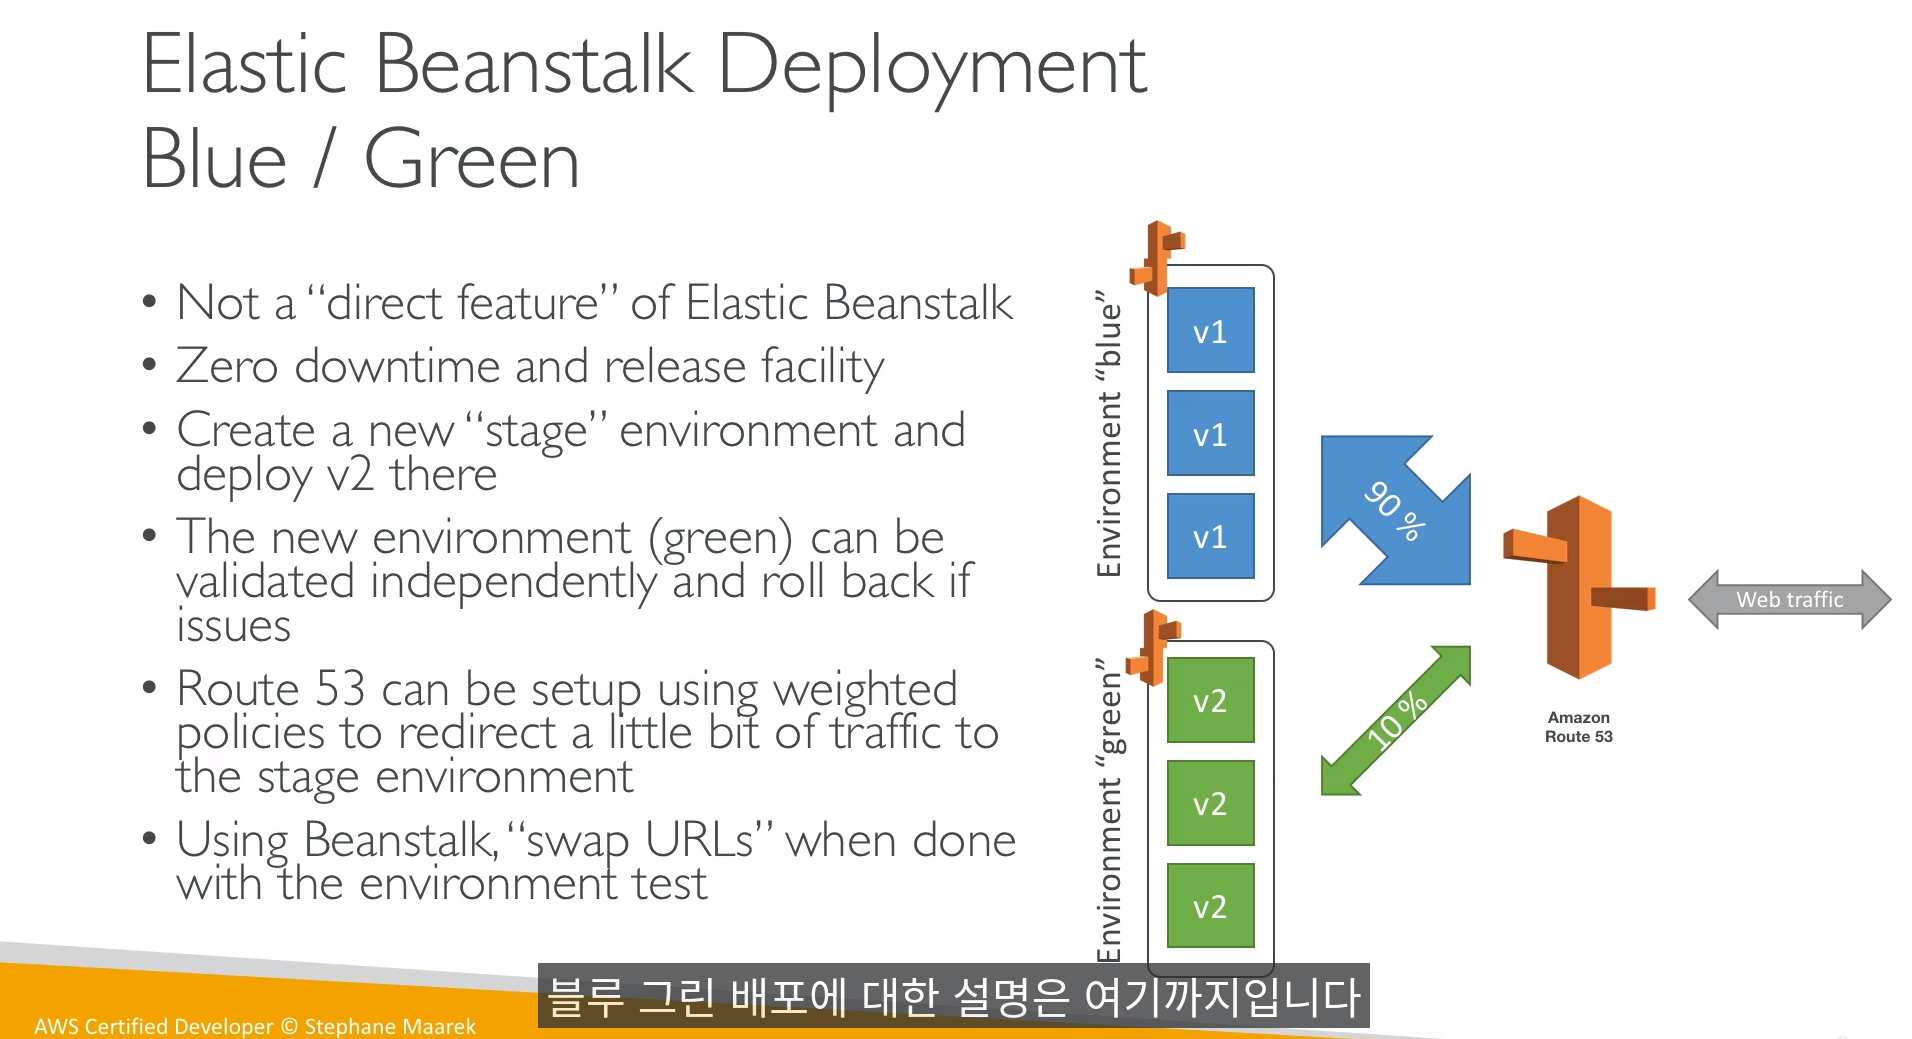 Elastic Beanstalk Deployment
Blue / Green
• Not a “direct feature” of Elastic Beanstalk
• Zero downtime and release facility
• Create a new “stage” environment and
deploy v2 there
• The new environment (green) can be
validated independently and roll back if
issues
• Route 53 can be setup using weighted
policies to redirect a little bit of traffic to
the stage environment
• Using Beanstalk, “swap URLs” when done
with the environment test
Environment “blue”
v1
v1
v1
Environment “green”
v2
v2
v2
90 %
10 %
Amazon
Route 53
Web traffic
블루 그린 배포에 대한 설명은 여기까지입니다
AWS Certified Developer © Stephane Maarek